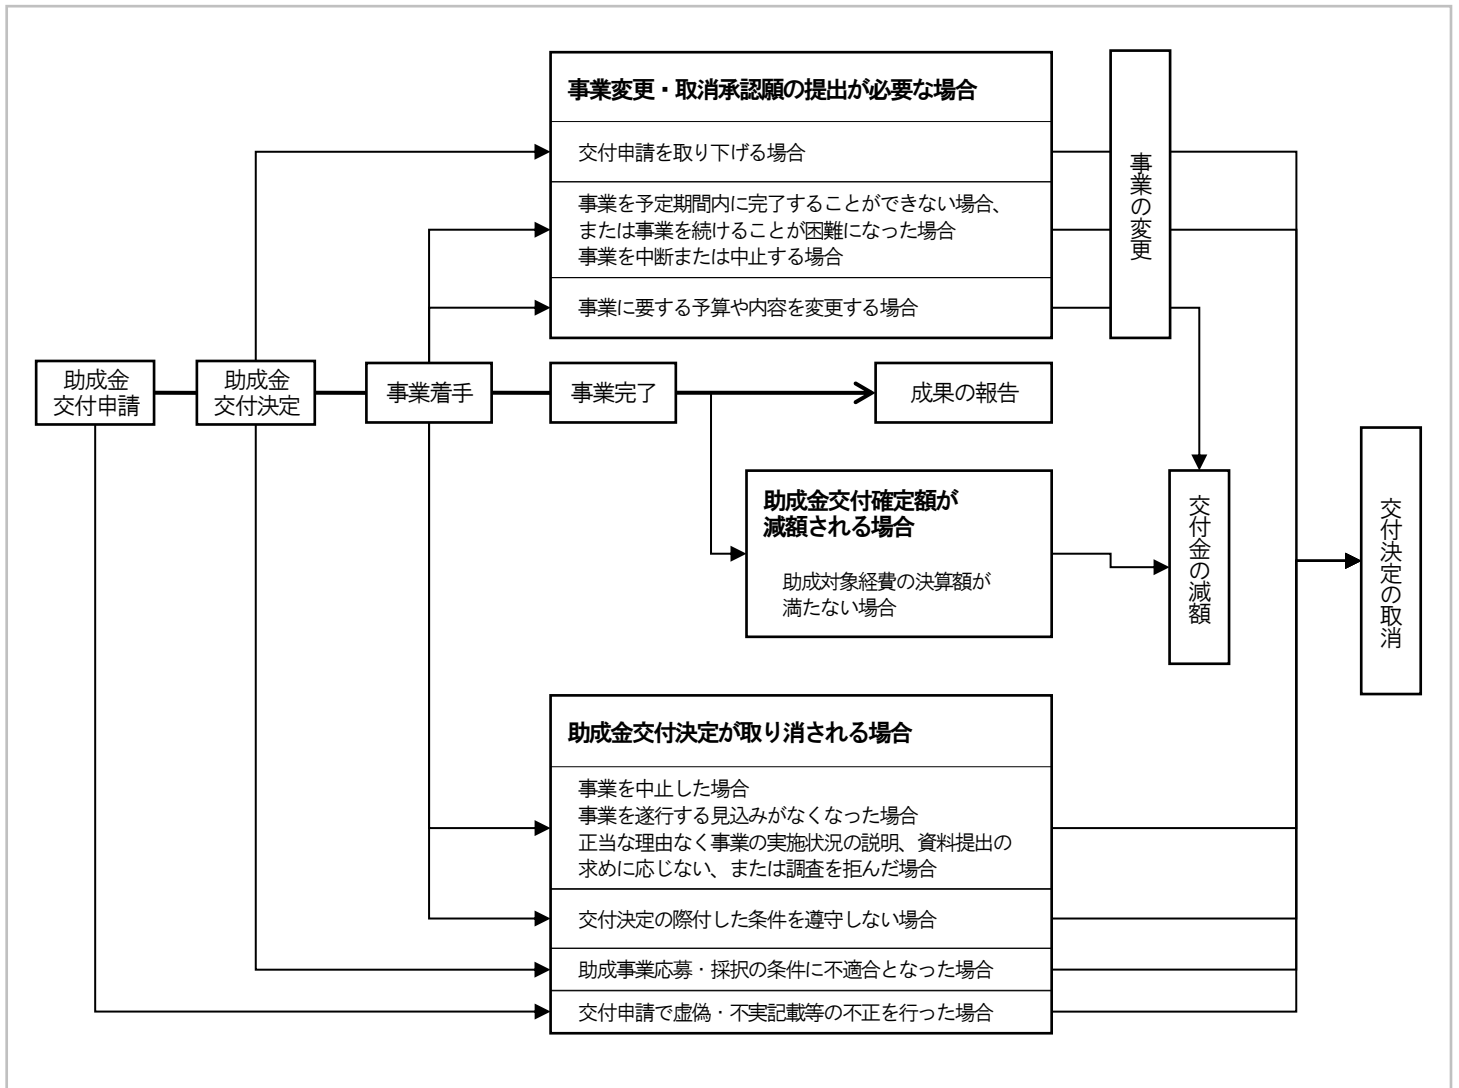 事業変更・取消承認願の提出が必要な場合
交付申請を取り下げる場合
事業を予定期間内に完了することができない場合、
または事業を続けることが困難になった場合
事業を中断または中止する場合
事業に要する予算や内容を変更する場合
事業の変更
助成金
交付申請
助成金
交付決定
事業着手
事業完了
成果の報告
助成金交付確定額が
減額される場合
助成対象経費の決算額が
満たない場合
交付金の減額
交付決定の取消
助成金交付決定が取り消される場合
事業を中止した場合
事業を遂行する見込みがなくなった場合
正当な理由なく事業の実施状況の説明、資料提出の
求めに応じない、または調査を拒んだ場合
交付決定の際付した条件を遵守しない場合
助成事業応募・採択の条件に不適合となった場合
交付申請で虚偽・不実記載等の不正を行った場合